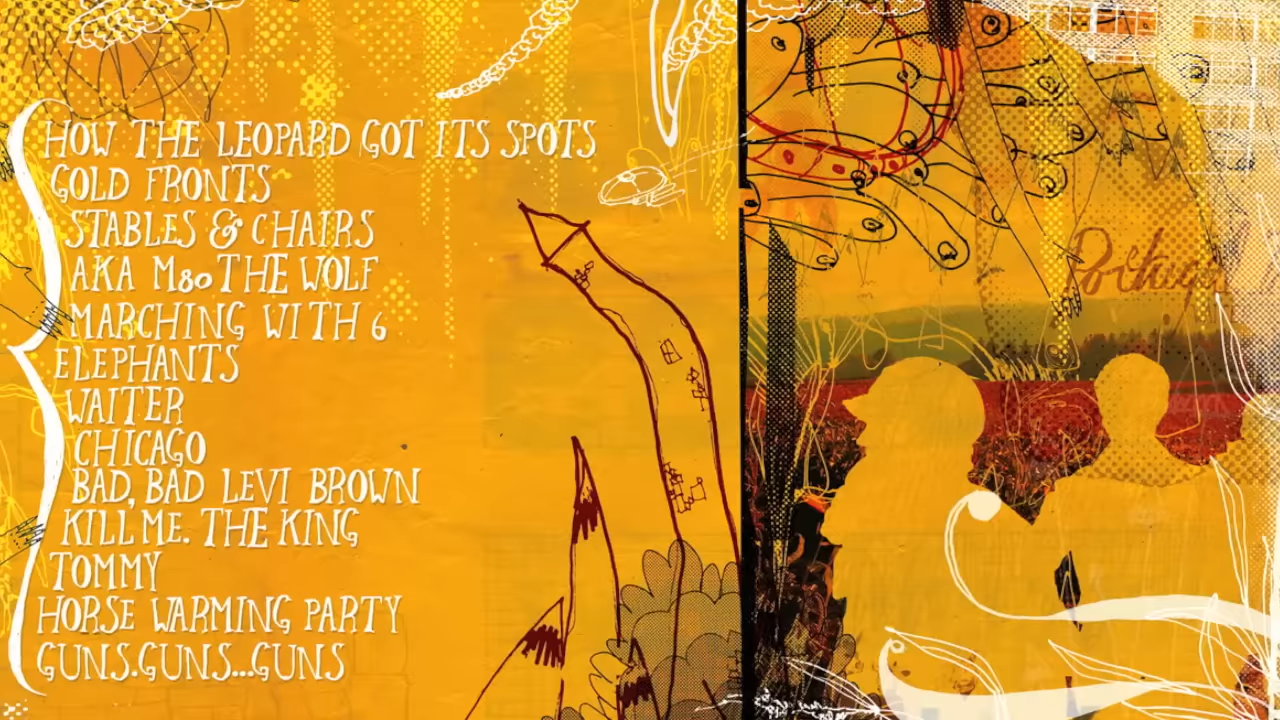 HOW THE LEOPARD GOT ITS SPOTS
GOLD FRONTS
STABLES & CHAIRS
AKA M80 THE WOLF
MARCHING WITH 6
ELEPHANTS
WAITER
CHICAGO
BAD, BAD LEVI BROWN
KILL ME. THE KING
TOMMY
HORSE WARMING PARTY
GUNS.GUNS...GUNS
Portugal